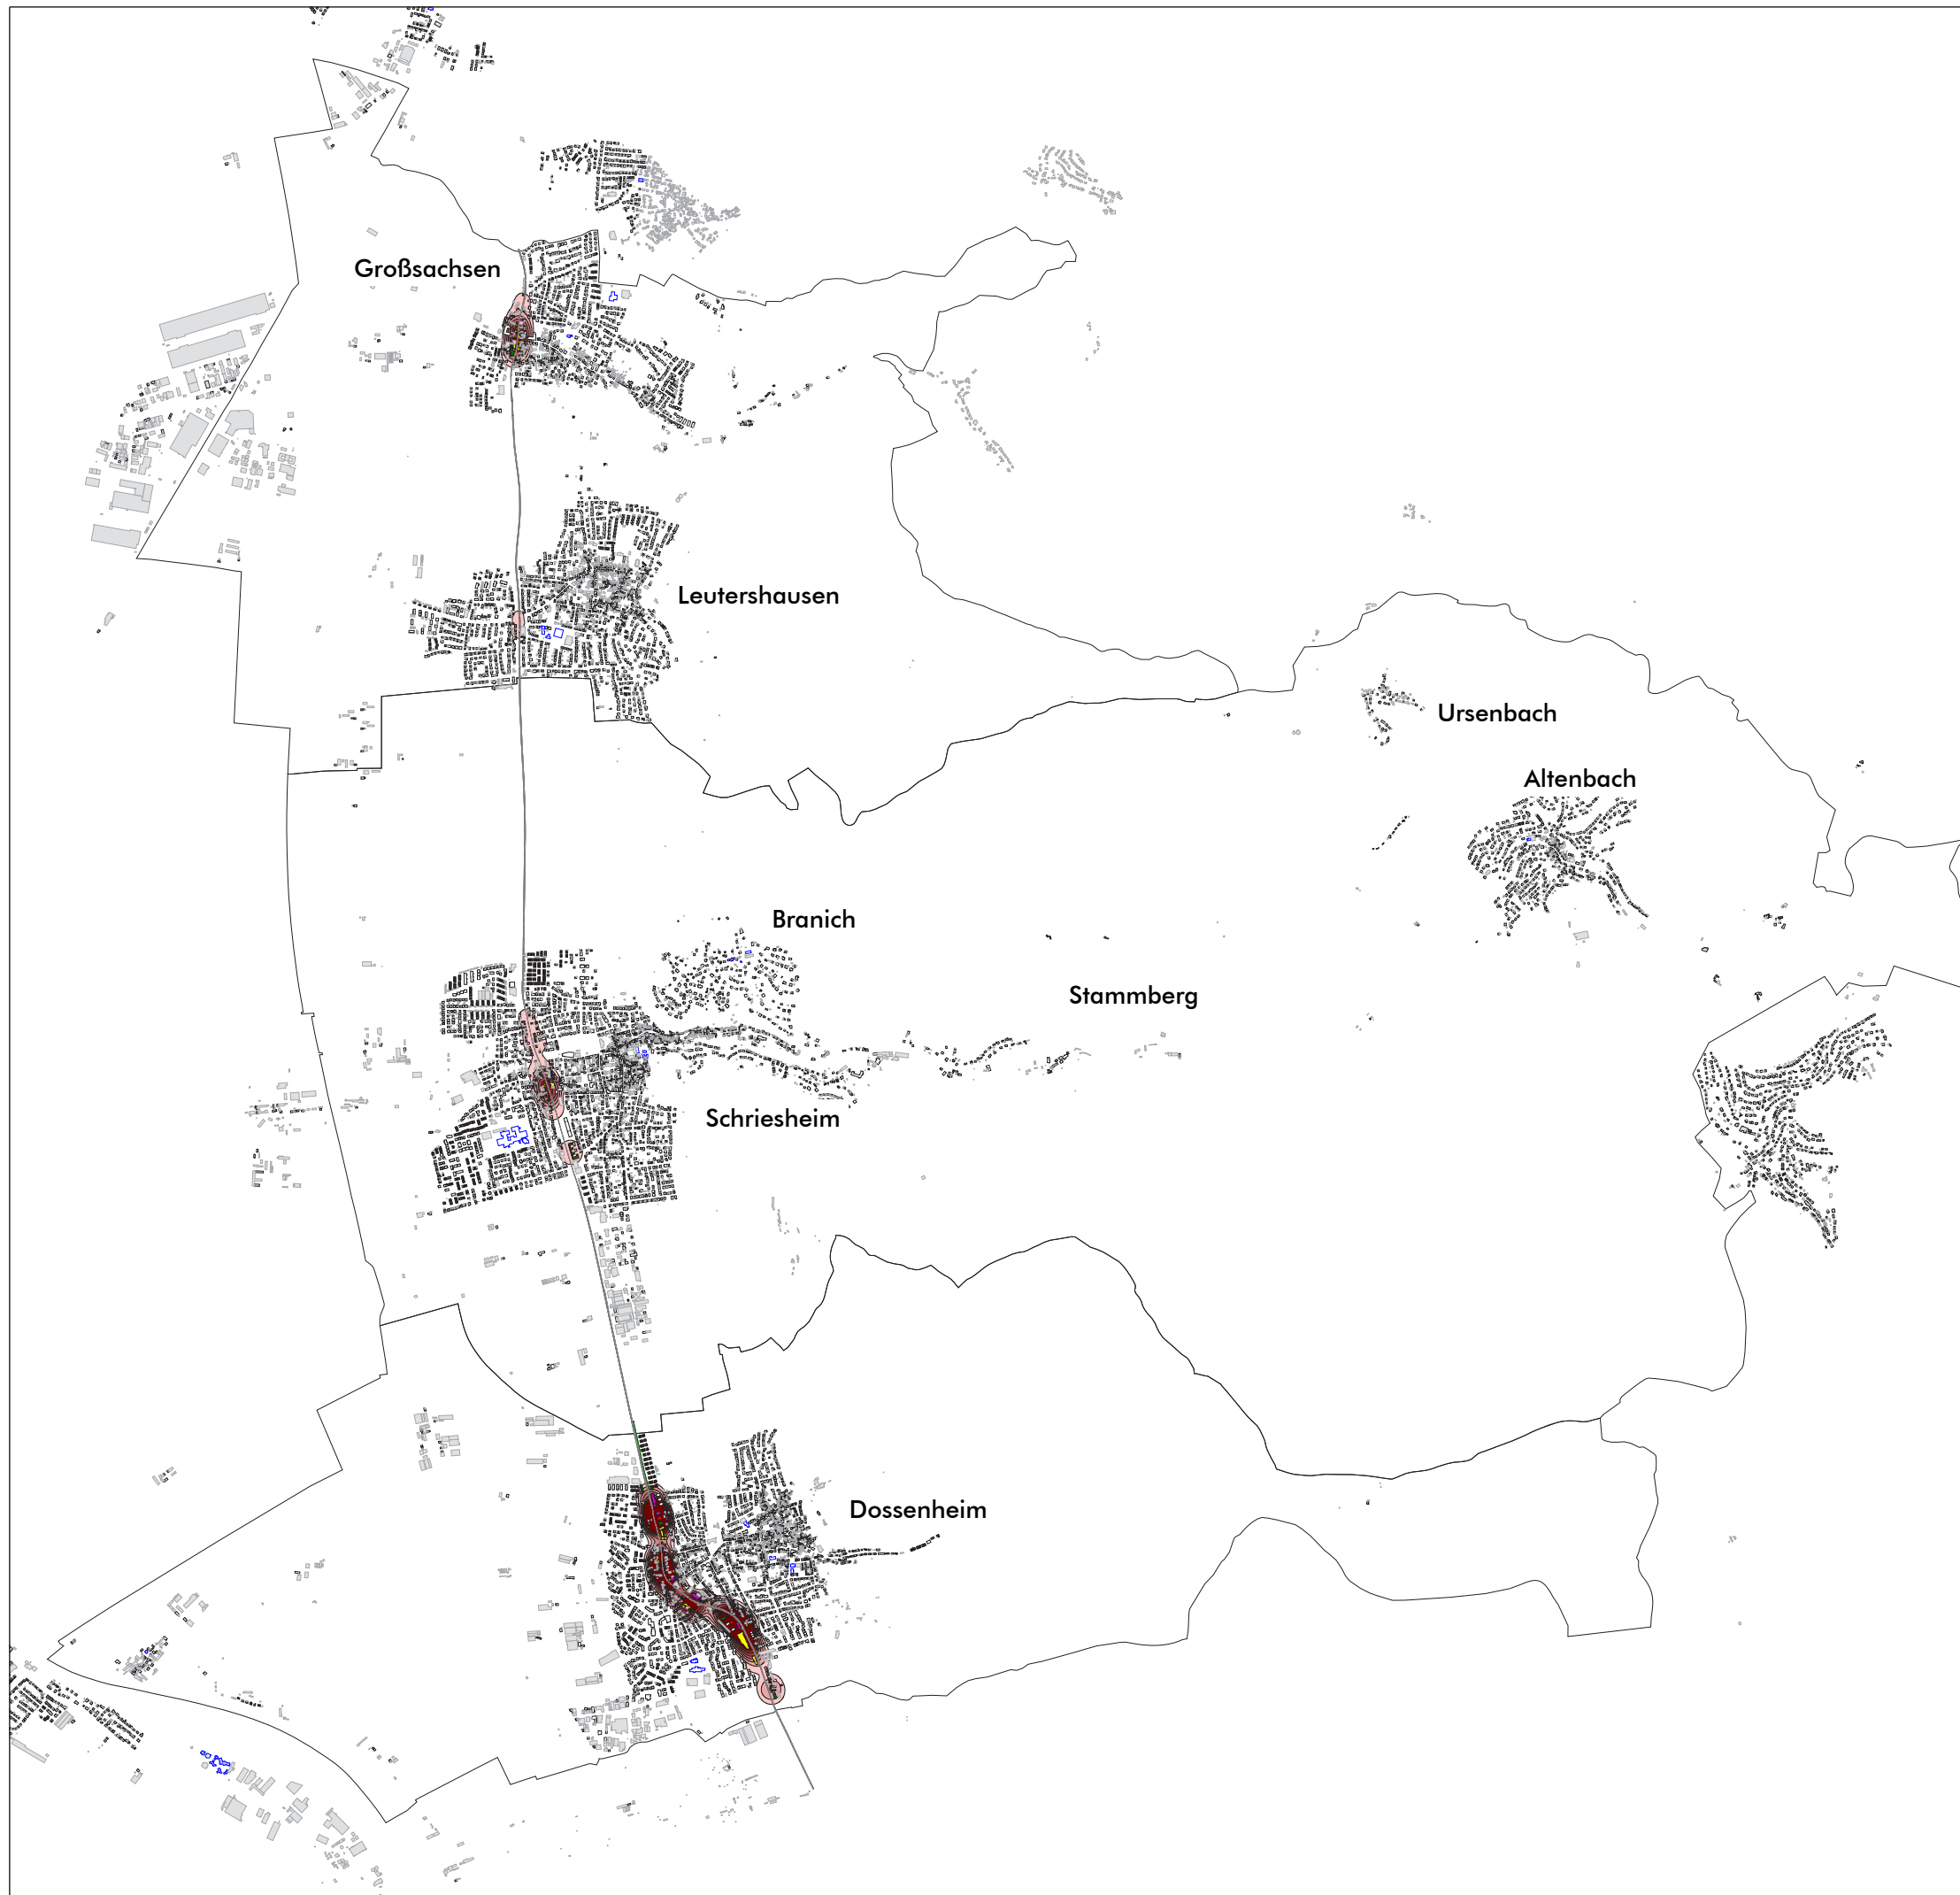 Großsachsen
Leutershausen
Ursenbach
Altenbach
Branich
Stammberg
Schriesheim
Dossenheim